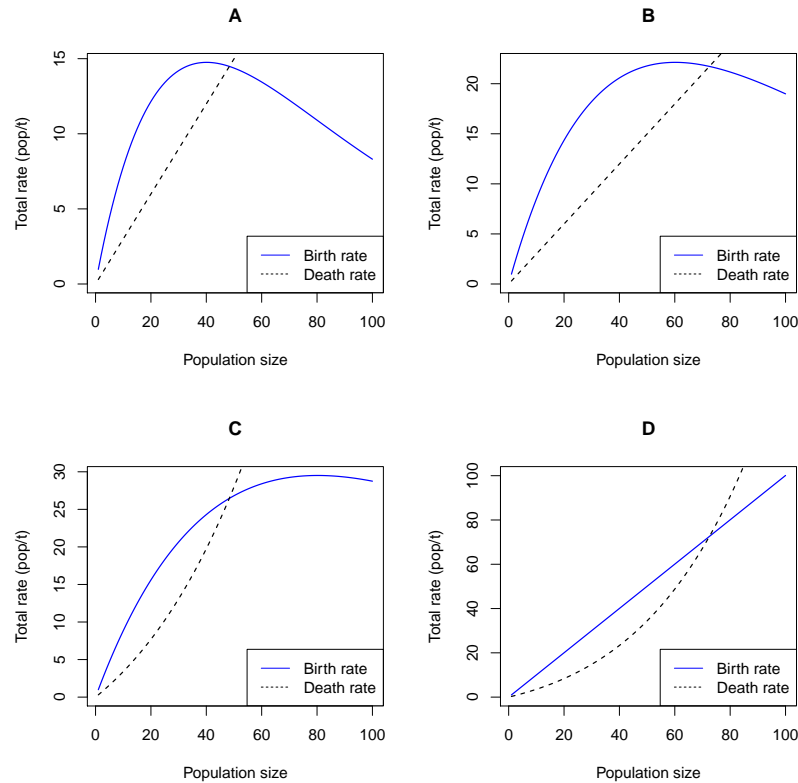 A
Total rate (pop/t)
15
10
5
0
Birth rate
Death rate
0 20 40 60 80 100
Population size
B
Total rate (pop/t)
20
15
10
5
0
Birth rate
Death rate
0 20 40 60 80 100
Population size
C
Total rate (pop/t)
30
25
20
15
10
5
0
Birth rate
Death rate
0 20 40 60 80 100
Population size
D
Total rate (pop/t)
100
80
60
40
20
0
Birth rate
Death rate
0 20 40 60 80 100
Population size